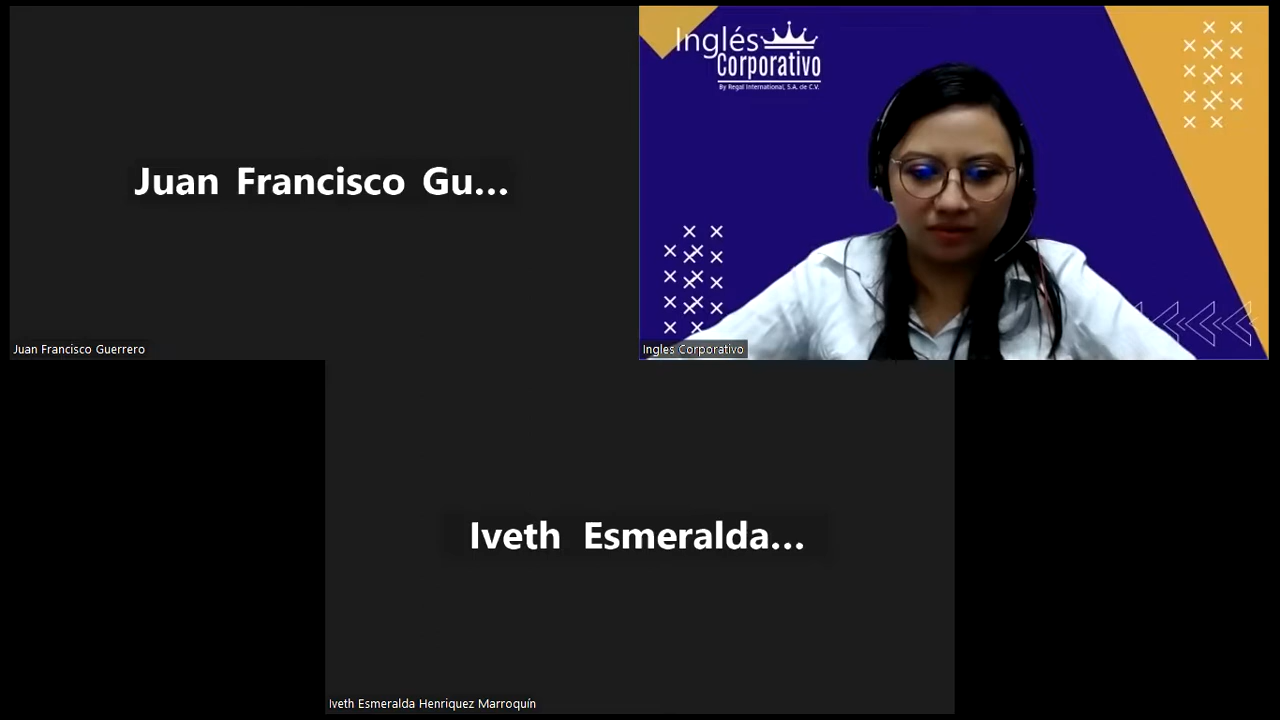 Juan Francisco Gu...
Juan Francisco Guerrero
Inglés
Corporativo
By Regal International, S.A. de C.V.
Ingles Corporativo
Iveth Esmeralda...
Iveth Esmeralda Henriquez Marroquín